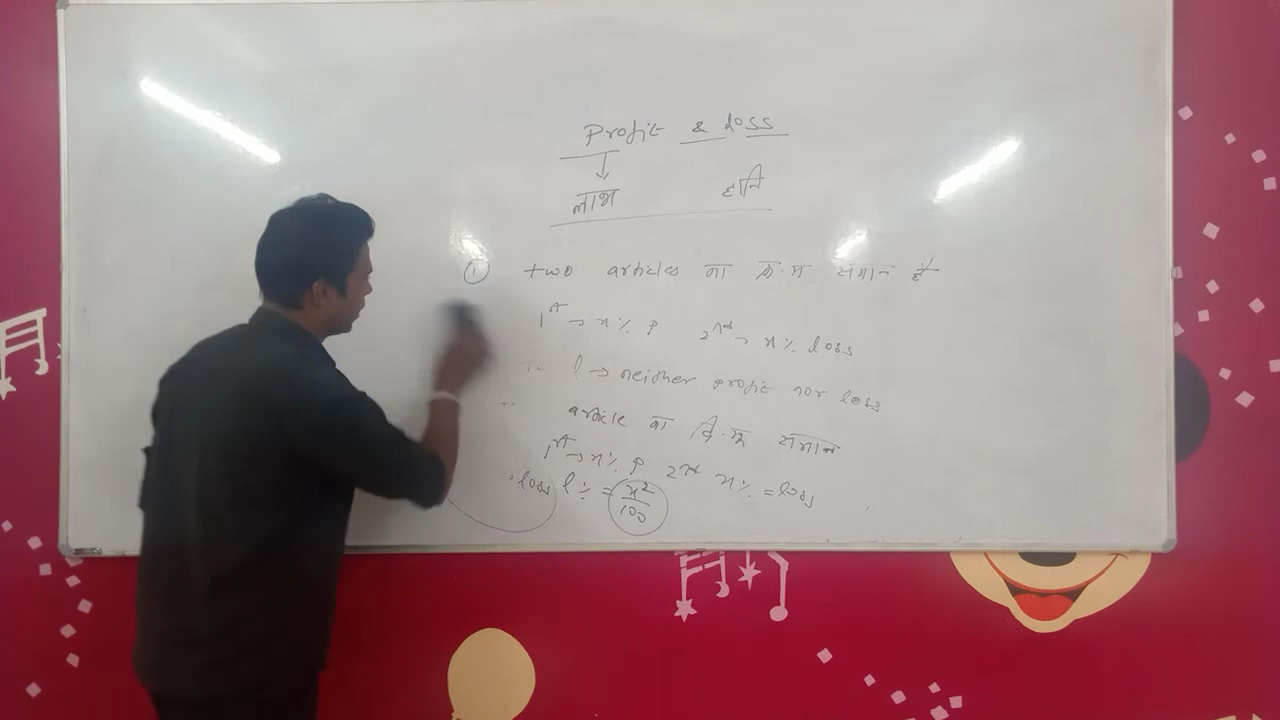 Profit & loss
लाभ हानि
① two articles का क्र.म समान है
1st → x% P 2nd → x% loss
l → neither profit nor loss
article का वि.मू समान
1st → x% P 2nd x% = loss
loss l% = x²/100